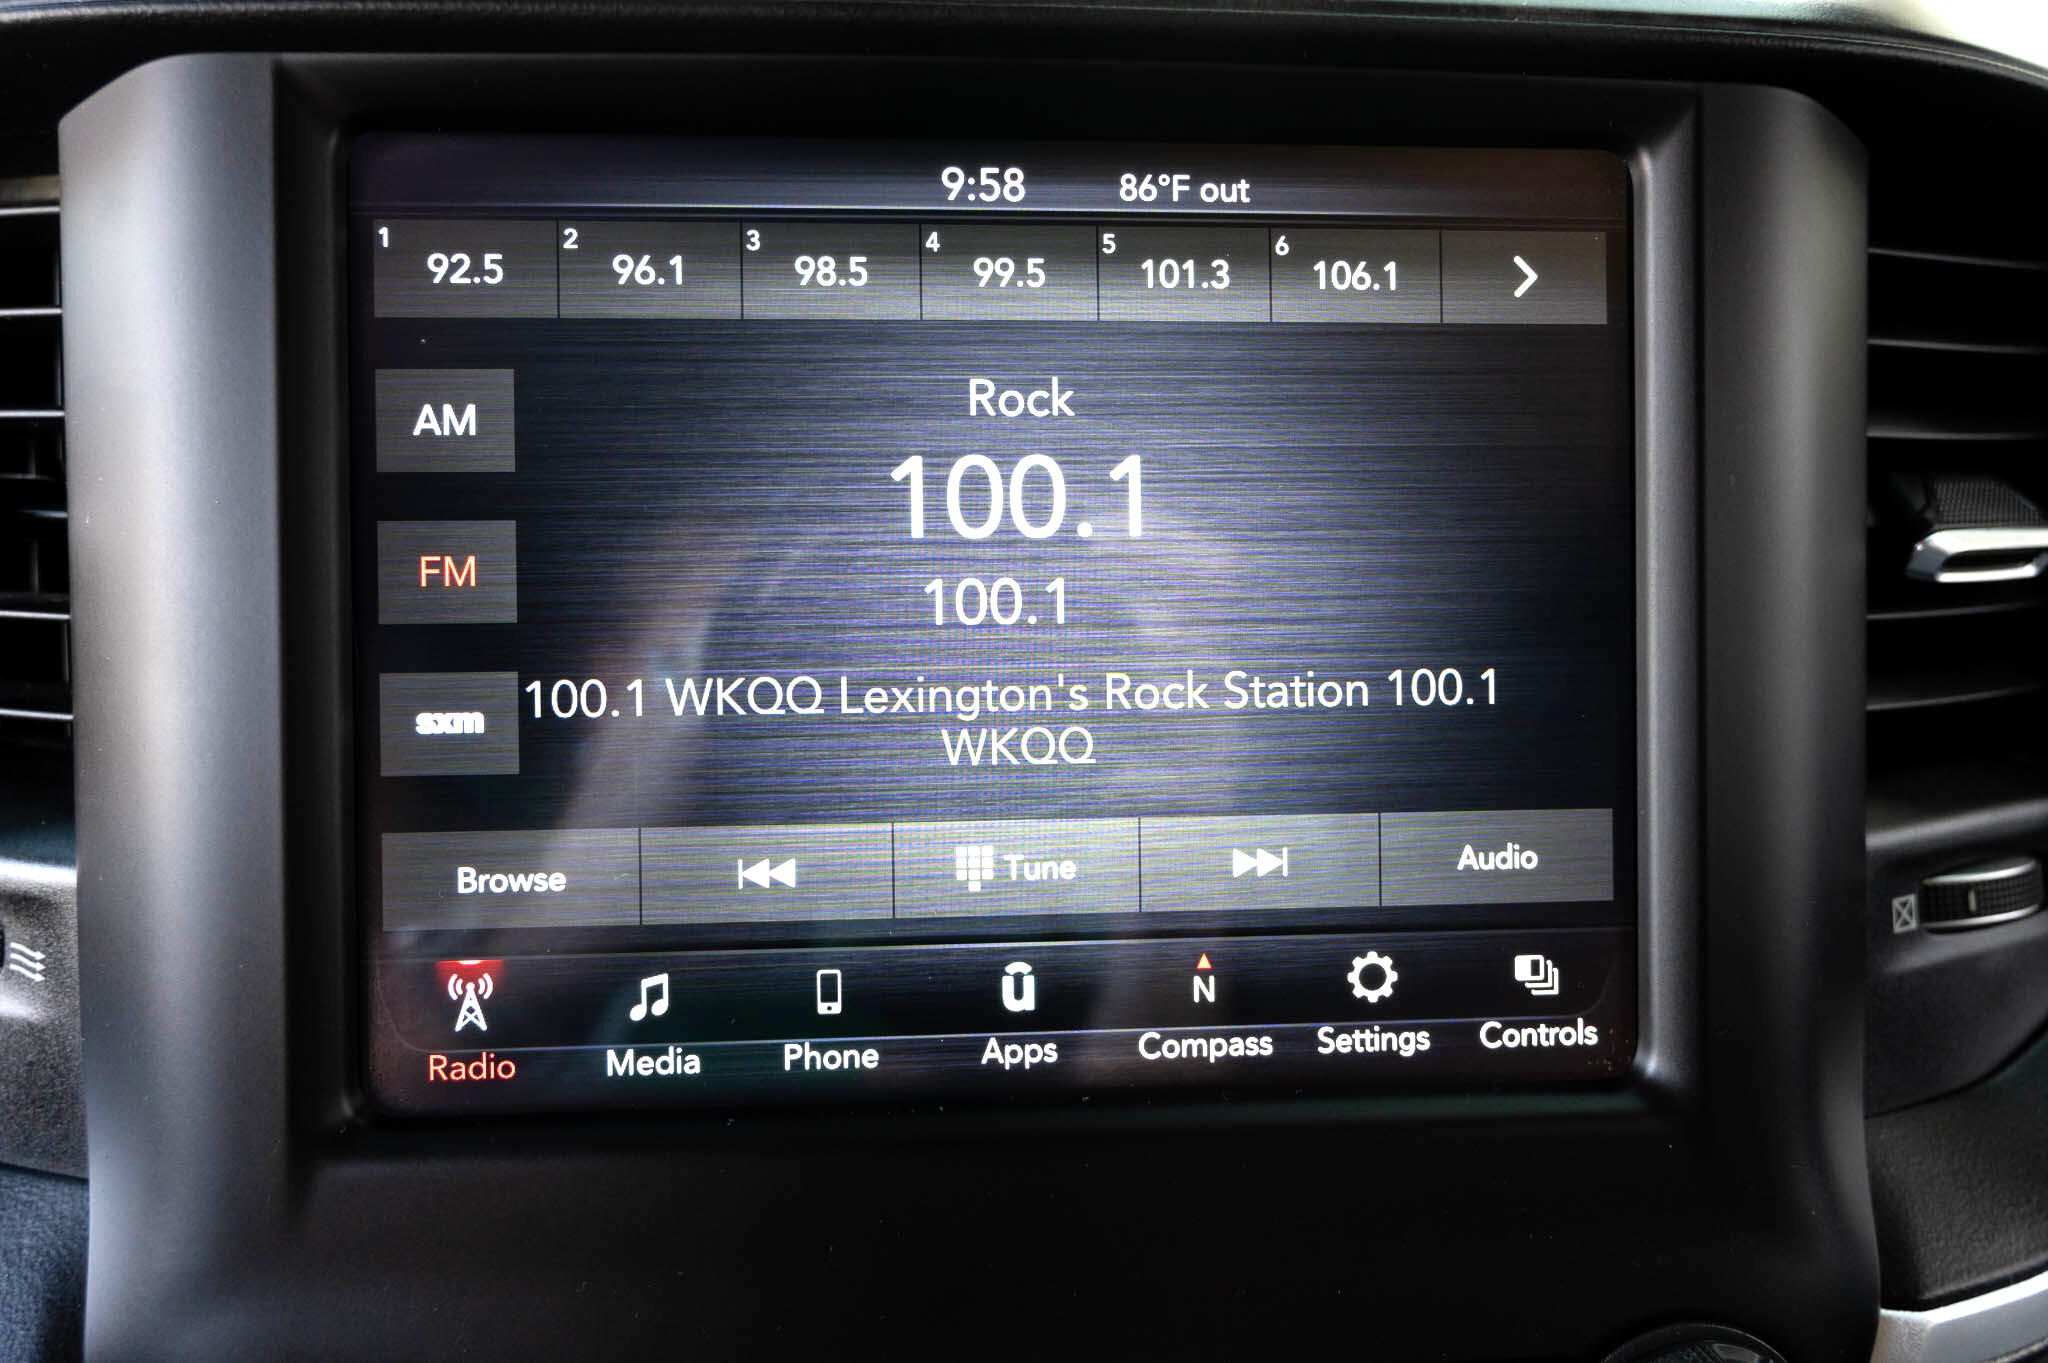 9:58 86°F out
1 92.5 2 96.1 3 98.5 4 99.5 5 101.3 6 106.1
Rock
AM
100.1
FM
100.1
sxm
100.1 WKQQ Lexington's Rock Station 100.1
WKQQ
Browse Tune Audio
N
Radio Media Phone Apps Compass Settings Controls